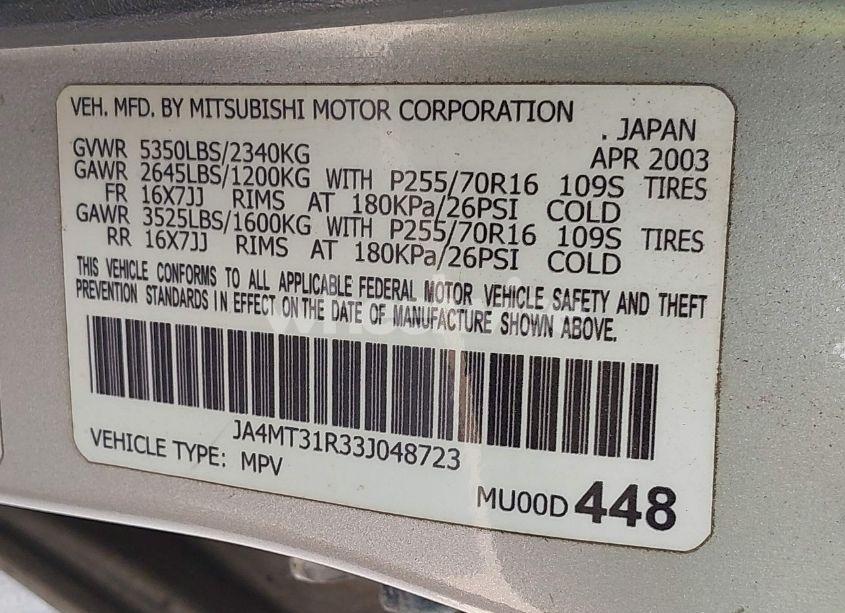 VEH. MFD. BY MITSUBISHI MOTOR CORPORATION
. JAPAN
GVWR 5350LBS/2340KG APR 2003
GAWR 2645LBS/1200KG WITH P255/70R16 109S TIRES
FR 16X7JJ RIMS AT 180KPa/26PSI COLD
GAWR 3525LBS/1600KG WITH P255/70R16 109S TIRES
RR 16X7JJ RIMS AT 180KPa/26PSI COLD
THIS VEHICLE CONFORMS TO ALL APPLICABLE FEDERAL MOTOR VEHICLE SAFETY AND THEFT
PREVENTION STANDARDS IN EFFECT ON THE DATE OF MANUFACTURE SHOWN ABOVE.
JA4MT31R33J048723
VEHICLE TYPE: MPV
MU00D 448